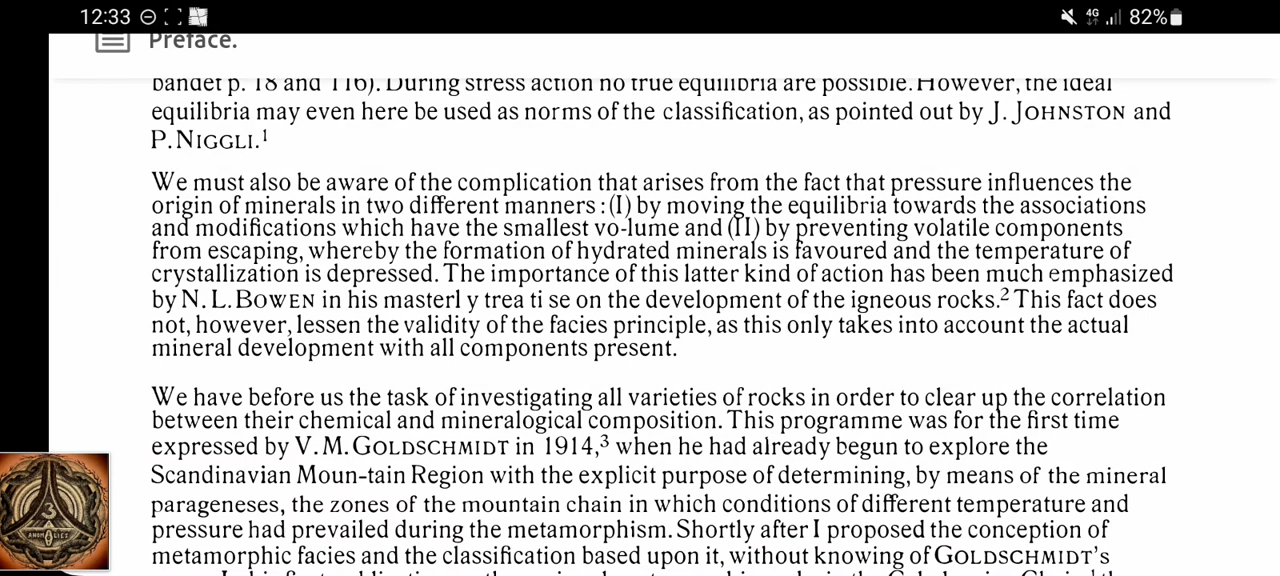 12:33
4G 82%
Preface.
bandet p. 18 and 116). During stress action no true equilibria are possible. However, the ideal
equilibria may even here be used as norms of the classification, as pointed out by J. JOHNSTON and
P. NIGGLI.¹
We must also be aware of the complication that arises from the fact that pressure influences the
origin of minerals in two different manners : (I) by moving the equilibria towards the associations
and modifications which have the smallest vo-lume and (II) by preventing volatile components
from escaping, whereby the formation of hydrated minerals is favoured and the temperature of
crystallization is depressed. The importance of this latter kind of action has been much emphasized
by N. L. BOWEN in his masterl y trea ti se on the development of the igneous rocks.² This fact does
not, however, lessen the validity of the facies principle, as this only takes into account the actual
mineral development with all components present.
We have before us the task of investigating all varieties of rocks in order to clear up the correlation
between their chemical and mineralogical composition. This programme was for the first time
expressed by V. M. GOLDSCHMIDT in 1914,³ when he had already begun to explore the
Scandinavian Moun-tain Region with the explicit purpose of determining, by means of the mineral
parageneses, the zones of the mountain chain in which conditions of different temperature and
pressure had prevailed during the metamorphism. Shortly after I proposed the conception of
metamorphic facies and the classification based upon it, without knowing of GOLDSCHMIDT's
3